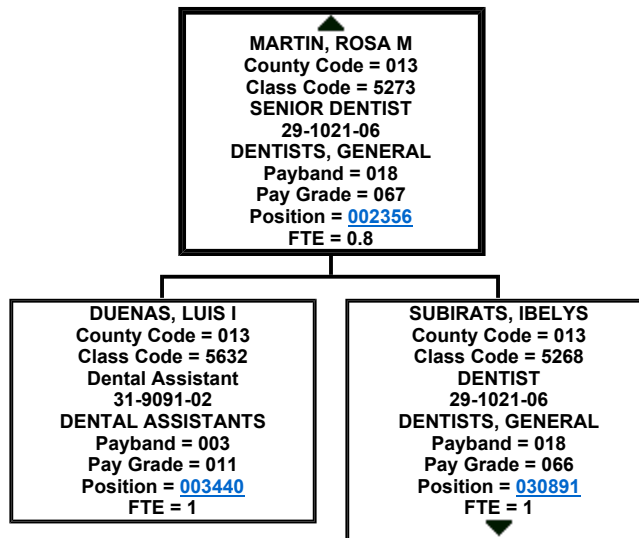 MARTIN, ROSA M
County Code = 013
Class Code = 5273
SENIOR DENTIST
29-1021-06
DENTISTS, GENERAL
Payband = 018
Pay Grade = 067
Position = 002356
FTE = 0.8
DUENAS, LUIS I
County Code = 013
Class Code = 5632
Dental Assistant
31-9091-02
DENTAL ASSISTANTS
Payband = 003
Pay Grade = 011
Position = 003440
FTE = 1
SUBIRATS, IBELYS
County Code = 013
Class Code = 5268
DENTIST
29-1021-06
DENTISTS, GENERAL
Payband = 018
Pay Grade = 066
Position = 030891
FTE = 1